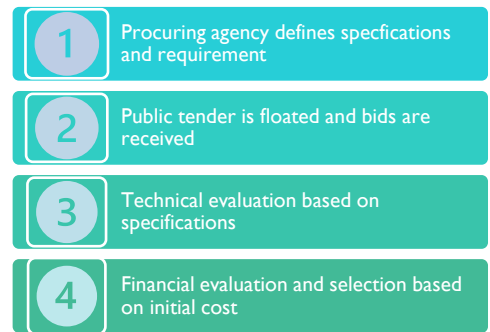 1
Procuring agency defines specfications
and requirement
2
Public tender is floated and bids are
received
3
Technical evaluation based on
specifications
4
Financial evaluation and selection based
on initial cost